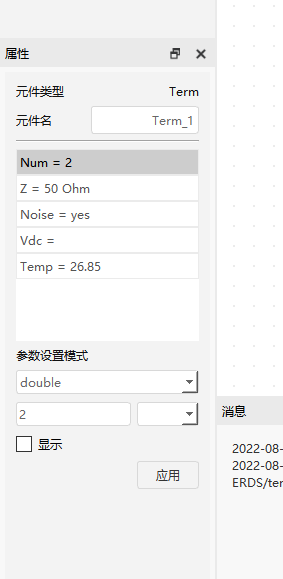 属性
元件类型 Term
元件名 Term_1
Num = 2
Z = 50 Ohm
Noise = yes
Vdc =
Temp = 26.85
参数设置模式
double
2
显示
应用
消息
2022-08-
2022-08-
ERDS/ter